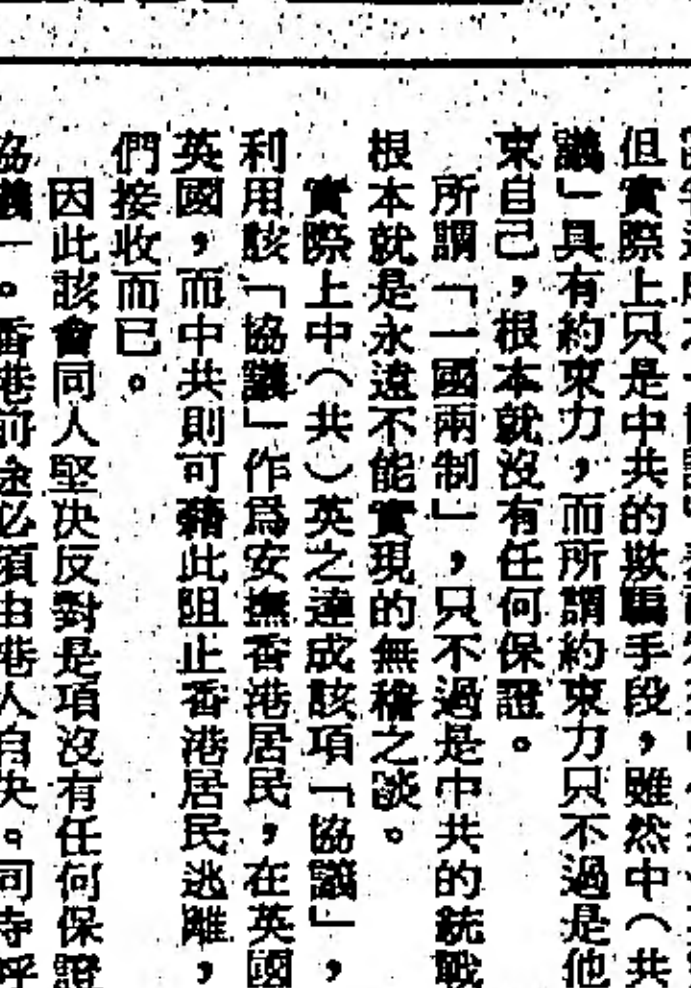 但實際上只是中共的欺騙手段，雖然中（共
議」具有約束力，而所謂約束力只不過是他
束自己，根本就沒有任何保證。
所謂「一國兩制」，只不過是中共的統戰
根本就是永遠不能實現的無稽之談。
實際上中（共）英之達成該項「協議」，
利用該「協議」作爲安撫香港居民，在英國
英國，而中共則可藉此阻止香港居民逃離，
們接收而已。
因此該會同人堅决反對是項沒有任何保證
協議」。香港前途必須由港人自決。同時呼